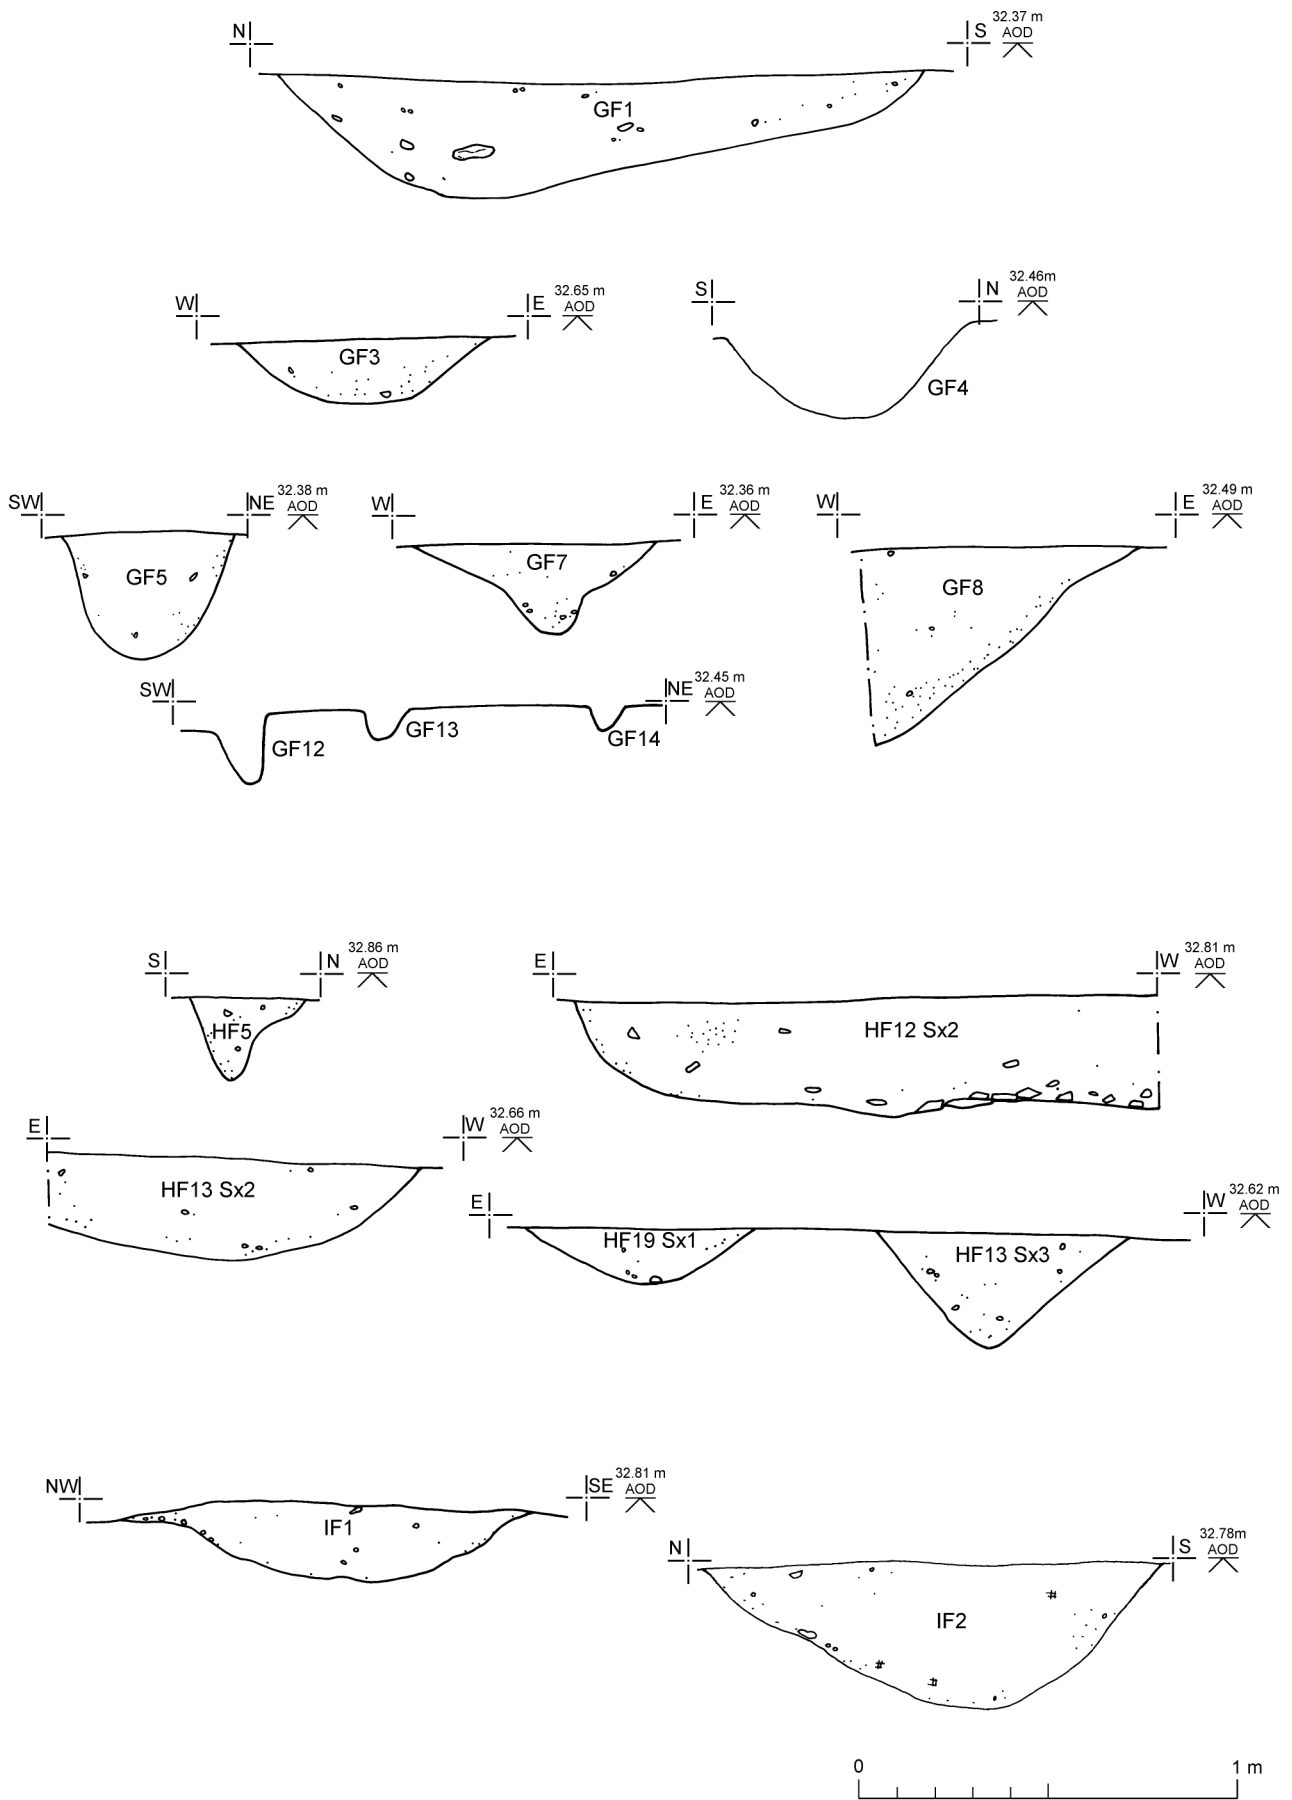 N
S
32.37 m
AOD
GF1
W
E
32.65 m
AOD
GF3
S
N
32.46m
AOD
GF4
SW
NE
32.38 m
AOD
GF5
W
E
32.36 m
AOD
GF7
W
E
32.49 m
AOD
GF8
SW
NE
32.45 m
AOD
GF12
GF13
GF14
S
N
32.86 m
AOD
HF5
E
W
32.81 m
AOD
HF12 Sx2
E
W
32.66 m
AOD
HF13 Sx2
E
W
32.62 m
AOD
HF19 Sx1
HF13 Sx3
NW
SE
32.81 m
AOD
IF1
N
S
32.78m
AOD
IF2
0
1 m